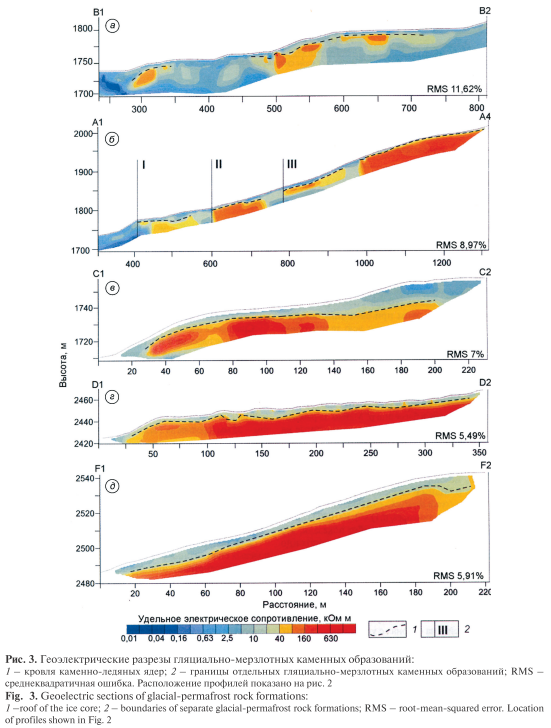 B1
B2
а
1800
1750
1700
300
400
500
600
700
800
RMS 11,62%
A1
A4
б
2000
1900
1800
1700
I
II
III
400
600
800
1000
1200
RMS 8,97%
C1
C2
в
1740
1720
20
40
60
80
100
120
140
160
180
200
220
RMS 7%
Высота, м
D1
D2
г
2460
2440
2420
50
100
150
200
250
300
350
RMS 5,49%
F1
F2
д
2540
2520
2500
2480
20
40
60
80
100
120
140
160
180
200
220
RMS 5,91%
Расстояние, м
Удельное электрическое сопротивление, кОм м
0,01 0,04 0,16 0,63 2,5 10 40 160 630
1
III
2
Рис. 3. Геоэлектрические разрезы гляциально-мерзлотных каменных образований:
1 – кровля каменно-ледяных ядер; 2 – границы отдельных гляциально-мерзлотных каменных образований; RMS –
среднеквадратичная ошибка. Расположение профилей показано на рис. 2
Fig. 3. Geoelectric sections of glacial-permafrost rock formations:
1 –roof of the ice core; 2 – boundaries of separate glacial-permafrost rock formations; RMS – root-mean-squared error. Location
of profiles shown in Fig. 2